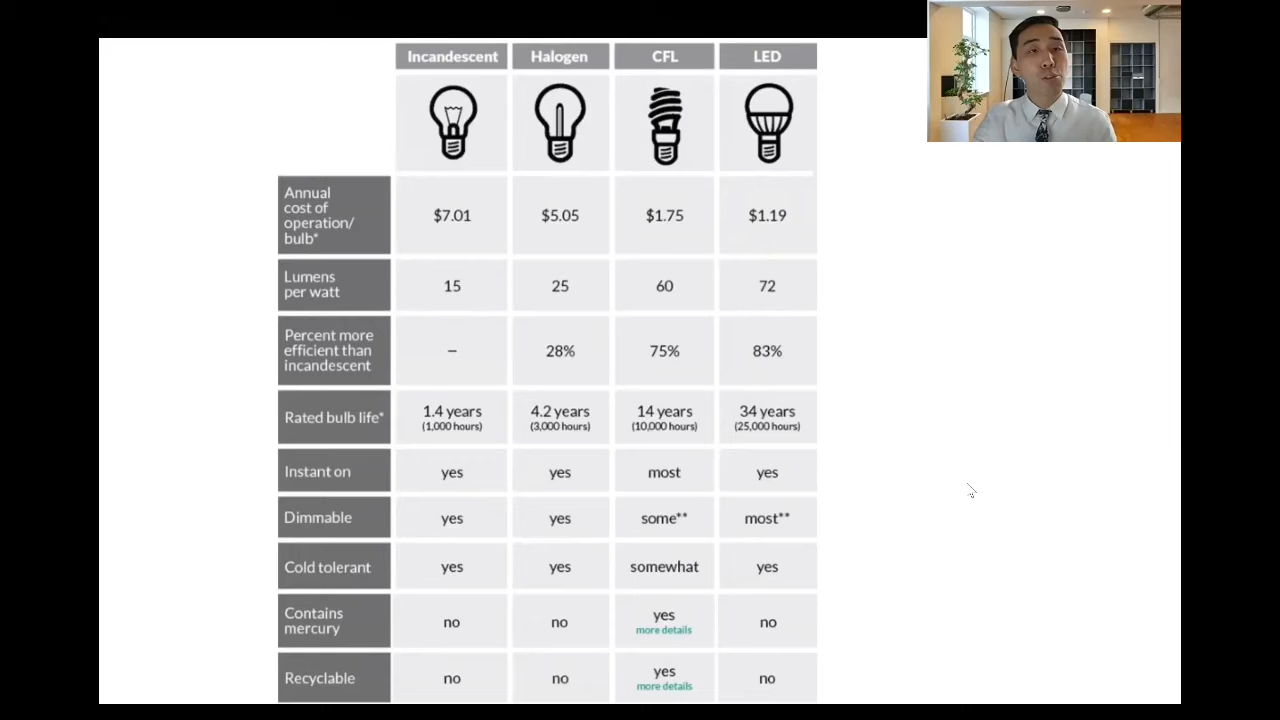 Incandescent Halogen CFL LED
Annual
cost of
operation/
bulb*
$7.01 $5.05 $1.75 $1.19
Lumens
per watt
15 25 60 72
Percent more
efficient than
incandescent
– 28% 75% 83%
Rated bulb life*
1.4 years 4.2 years 14 years 34 years
(1,000 hours) (3,000 hours) (10,000 hours) (25,000 hours)
Instant on yes yes most yes
Dimmable yes yes some** most**
Cold tolerant yes yes somewhat yes
Contains
mercury
no no yes no
more details
Recyclable no no yes no
more details